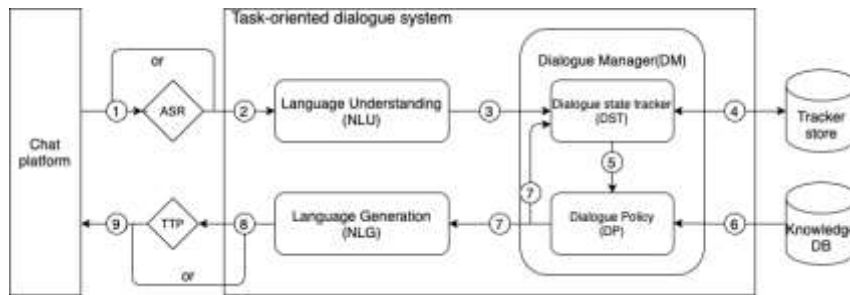 Task-oriented dialogue system
or
Dialogue Manager(DM)
1
ASR
2
Language Understanding
(NLU)
3
Dialogue state tracker
(DST)
4
Tracker
store
Chat
platform
5
7
9
TTP
8
Language Generation
(NLG)
7
Dialogue Policy
(DP)
6
Knowledge
DB
or